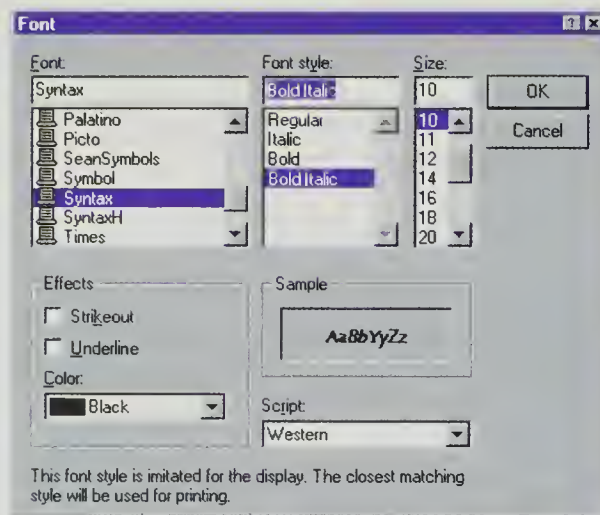 Font
Font:
Font style:
Size:
Syntax
Bold Italic
10
OK
Cancel
Palatino
Picto
SeanSymbols
Symbol
Syntax
SyntaxH
Times
Regular
Italic
Bold
Bold Italic
10
11
12
14
16
18
20
Effects
Strikeout
Underline
Color:
Black
Sample
AaBbYyZz
Script:
Western
This font style is imitated for the display. The closest matching
style will be used for printing.